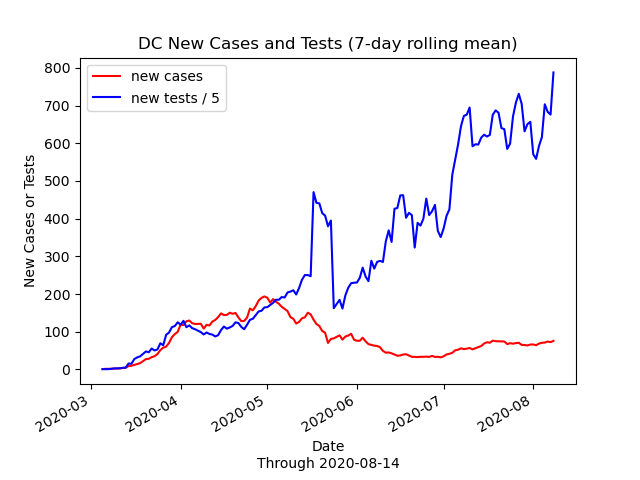 DC New Cases and Tests (7-day rolling mean)
new cases
new tests / 5
New Cases or Tests
800
700
600
500
400
300
200
100
0
2020-03
2020-04
2020-05
2020-06
2020-07
2020-08
Date
Through 2020-08-14